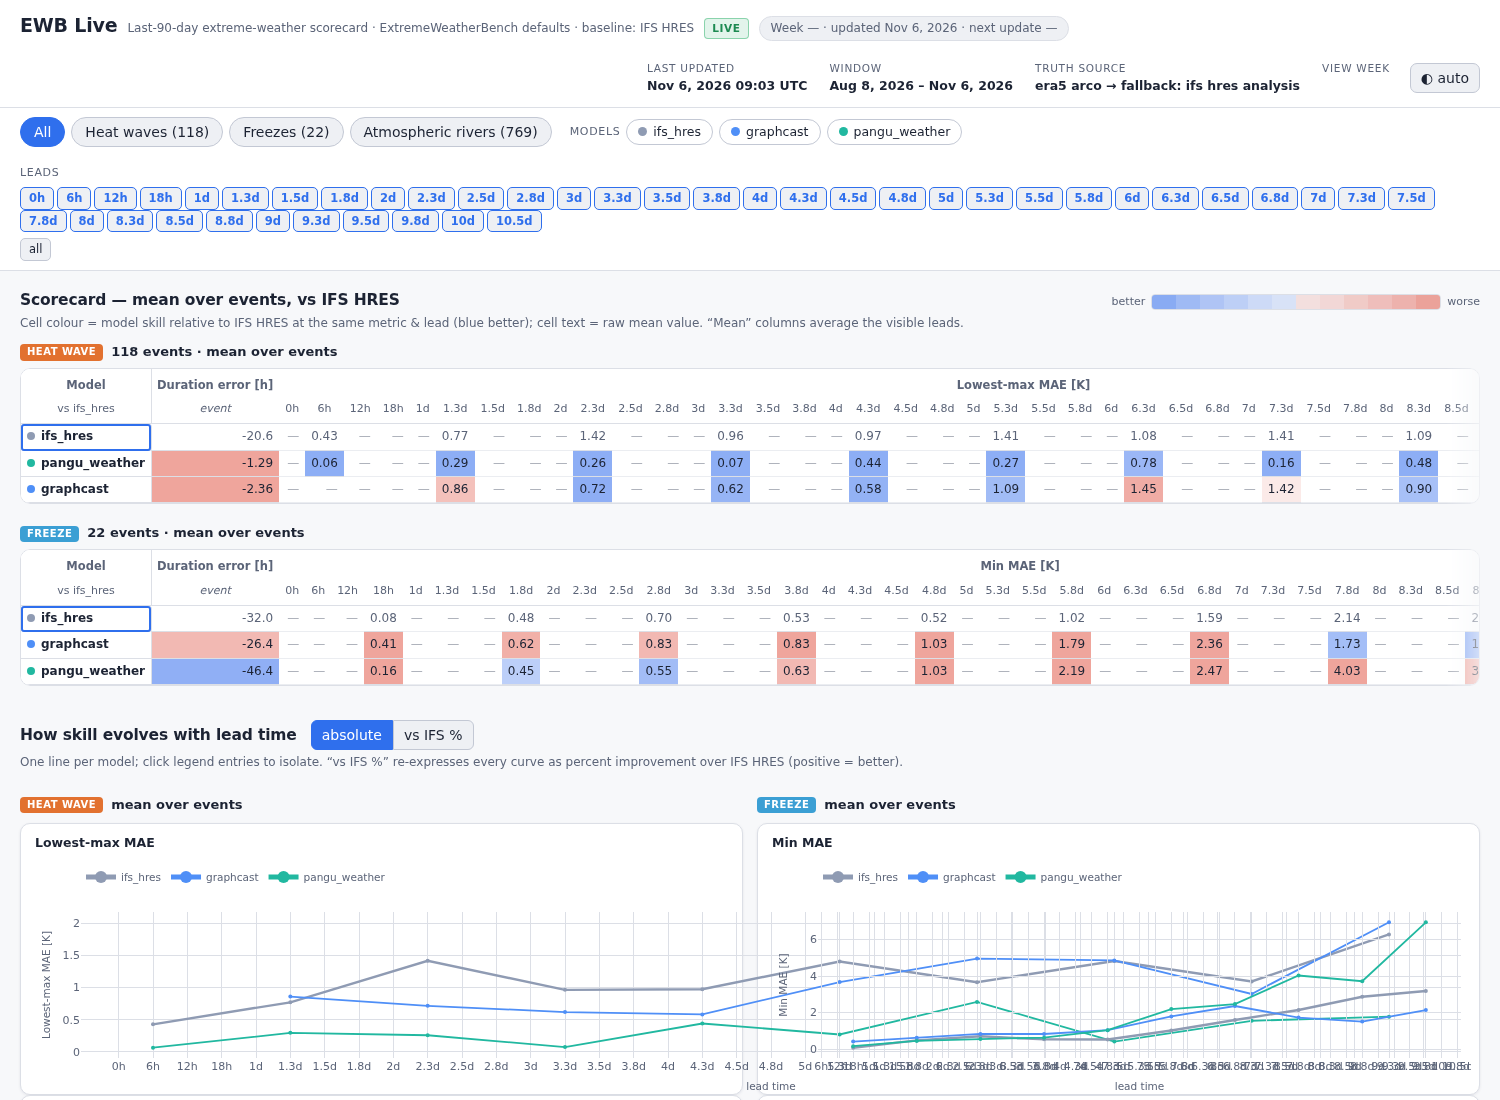 EWB Live Last-90-day extreme-weather scorecard · ExtremeWeatherBench defaults · baseline: IFS HRES LIVE Week — · updated Nov 6, 2026 · next update —
LAST UPDATED WINDOW TRUTH SOURCE VIEW WEEK
Nov 6, 2026 09:03 UTC Aug 8, 2026 – Nov 6, 2026 era5 arco → fallback: ifs hres analysis ◐ auto
All Heat waves (118) Freezes (22) Atmospheric rivers (769) MODELS ifs_hres graphcast pangu_weather
LEADS
0h 6h 12h 18h 1d 1.3d 1.5d 1.8d 2d 2.3d 2.5d 2.8d 3d 3.3d 3.5d 3.8d 4d 4.3d 4.5d 4.8d 5d 5.3d 5.5d 5.8d 6d 6.3d 6.5d 6.8d 7d 7.3d 7.5d
7.8d 8d 8.3d 8.5d 8.8d 9d 9.3d 9.5d 9.8d 10d 10.5d
all
Scorecard — mean over events, vs IFS HRES better worse
Cell colour = model skill relative to IFS HRES at the same metric & lead (blue better); cell text = raw mean value. “Mean” columns average the visible leads.
HEAT WAVE 118 events · mean over events
Model Duration error [h] Lowest-max MAE [K]
vs ifs_hres event 0h 6h 12h 18h 1d 1.3d 1.5d 1.8d 2d 2.3d 2.5d 2.8d 3d 3.3d 3.5d 3.8d 4d 4.3d 4.5d 4.8d 5d 5.3d 5.5d 5.8d 6d 6.3d 6.5d 6.8d 7d 7.3d 7.5d 7.8d 8d 8.3d 8.5d
ifs_hres -20.6 — 0.43 — — — 0.77 — — — 1.42 — — — 0.96 — — — 0.97 — — — 1.41 — — — 1.08 — — — 1.41 — — — 1.09 —
pangu_weather -1.29 — 0.06 — — — 0.29 — — — 0.26 — — — 0.07 — — — 0.44 — — — 0.27 — — — 0.78 — — — 0.16 — — — 0.48 —
graphcast -2.36 — — — — — 0.86 — — — 0.72 — — — 0.62 — — — 0.58 — — — 1.09 — — — 1.45 — — — 1.42 — — — 0.90 —
FREEZE 22 events · mean over events
Model Duration error [h] Min MAE [K]
vs ifs_hres event 0h 6h 12h 18h 1d 1.3d 1.5d 1.8d 2d 2.3d 2.5d 2.8d 3d 3.3d 3.5d 3.8d 4d 4.3d 4.5d 4.8d 5d 5.3d 5.5d 5.8d 6d 6.3d 6.5d 6.8d 7d 7.3d 7.5d 7.8d 8d 8.3d 8.5d
ifs_hres -32.0 — — — 0.08 — — — 0.48 — — — 0.70 — — — 0.53 — — — 0.52 — — — 1.02 — — — 1.59 — — — 2.14 — — —
graphcast -26.4 — — — 0.41 — — — 0.62 — — — 0.83 — — — 0.83 — — — 1.03 — — — 1.79 — — — 2.36 — — — 1.73 — — —
pangu_weather -46.4 — — — 0.16 — — — 0.45 — — — 0.55 — — — 0.63 — — — 1.03 — — — 2.19 — — — 2.47 — — — 4.03 — — —
How skill evolves with lead time absolute vs IFS %
One line per model; click legend entries to isolate. “vs IFS %” re-expresses every curve as percent improvement over IFS HRES (positive = better).
HEAT WAVE mean over events
Lowest-max MAE
ifs_hres graphcast pangu_weather
Lowest-max MAE [K]
2
1.5
1
0.5
0
0h 6h 12h 18h 1d 1.3d 1.5d 1.8d 2d 2.3d 2.5d 2.8d 3d 3.3d 3.5d 3.8d 4d 4.3d 4.5d 4.8d 5d
lead time
FREEZE mean over events
Min MAE
ifs_hres graphcast pangu_weather
Min MAE [K]
6
4
2
0
lead time